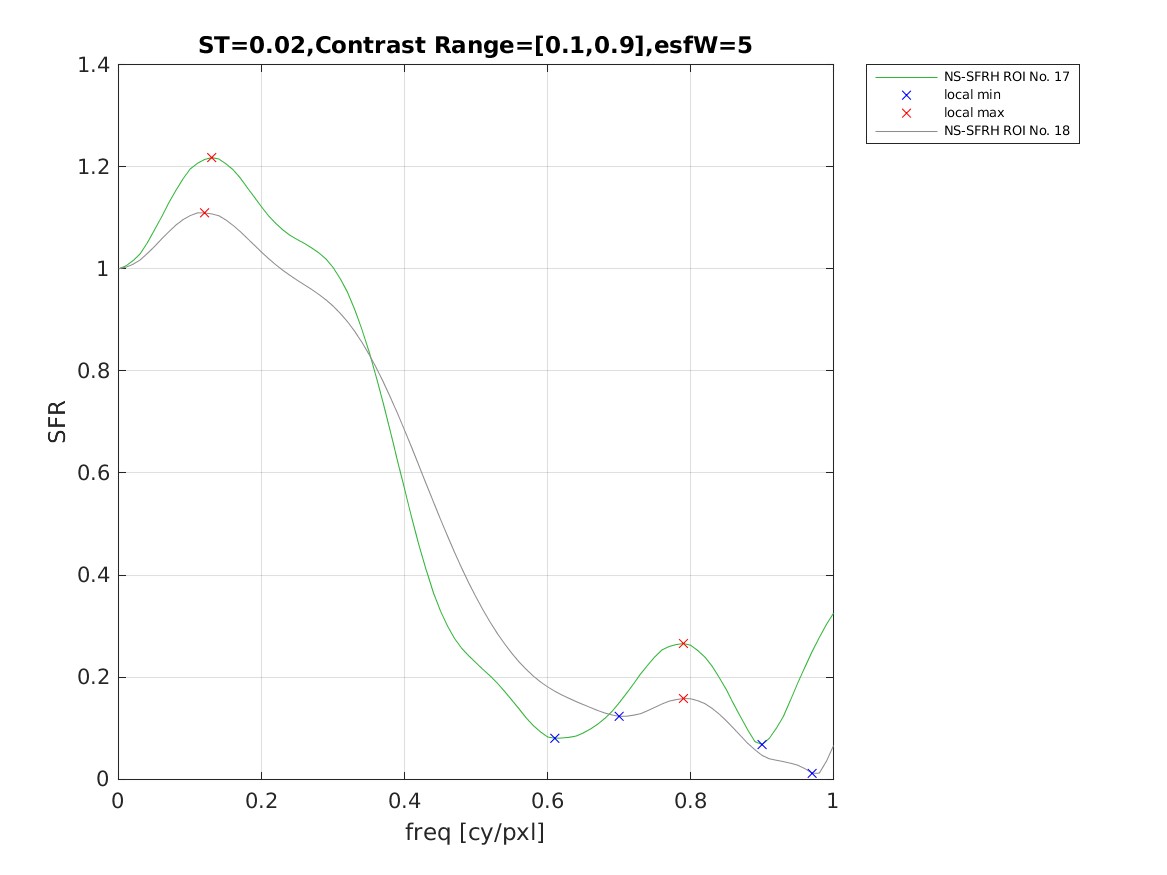 ST=0.02,Contrast Range=[0.1,0.9],esfW=5
NS-SFRH ROI No. 17
local min
local max
NS-SFRH ROI No. 18
1.4
1.2
1
0.8
0.6
0.4
0.2
0
SFR
0 0.2 0.4 0.6 0.8 1
freq [cy/pxl]